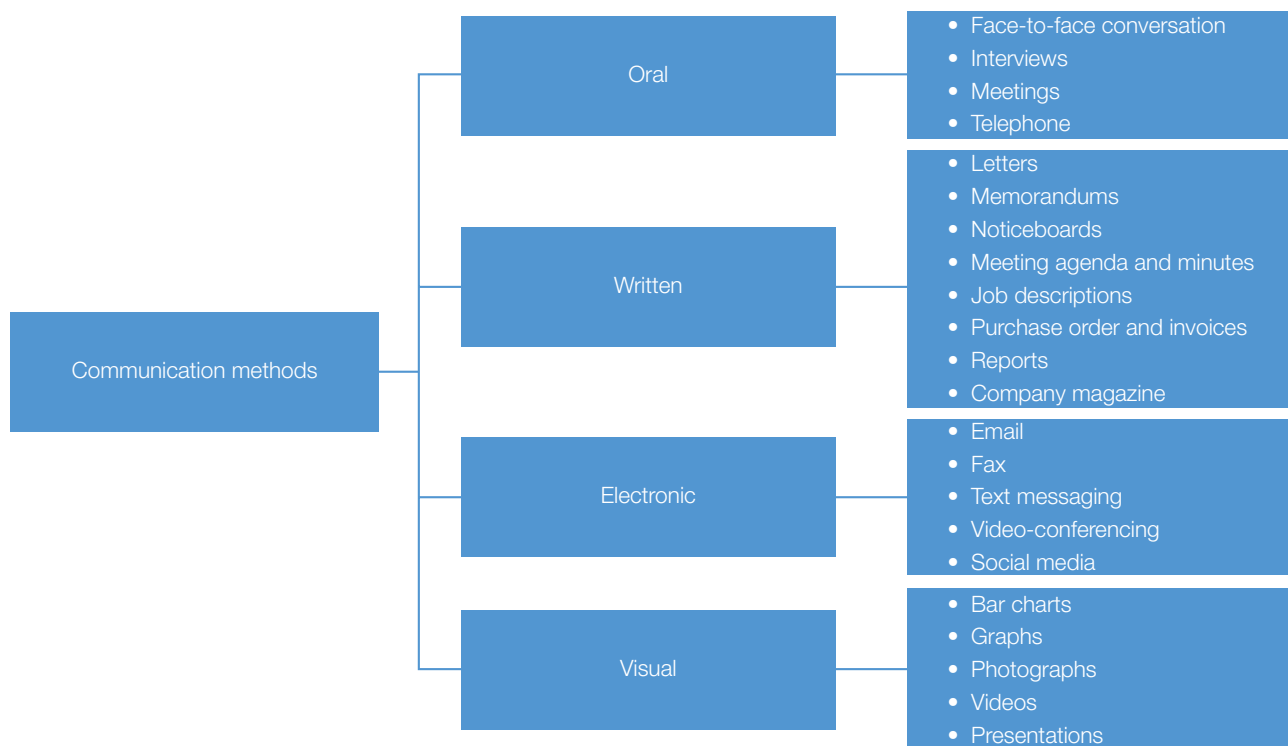 Communication methods
Oral
• Face-to-face conversation
• Interviews
• Meetings
• Telephone
Written
• Letters
• Memorandums
• Noticeboards
• Meeting agenda and minutes
• Job descriptions
• Purchase order and invoices
• Reports
• Company magazine
Electronic
• Email
• Fax
• Text messaging
• Video-conferencing
• Social media
Visual
• Bar charts
• Graphs
• Photographs
• Videos
• Presentations